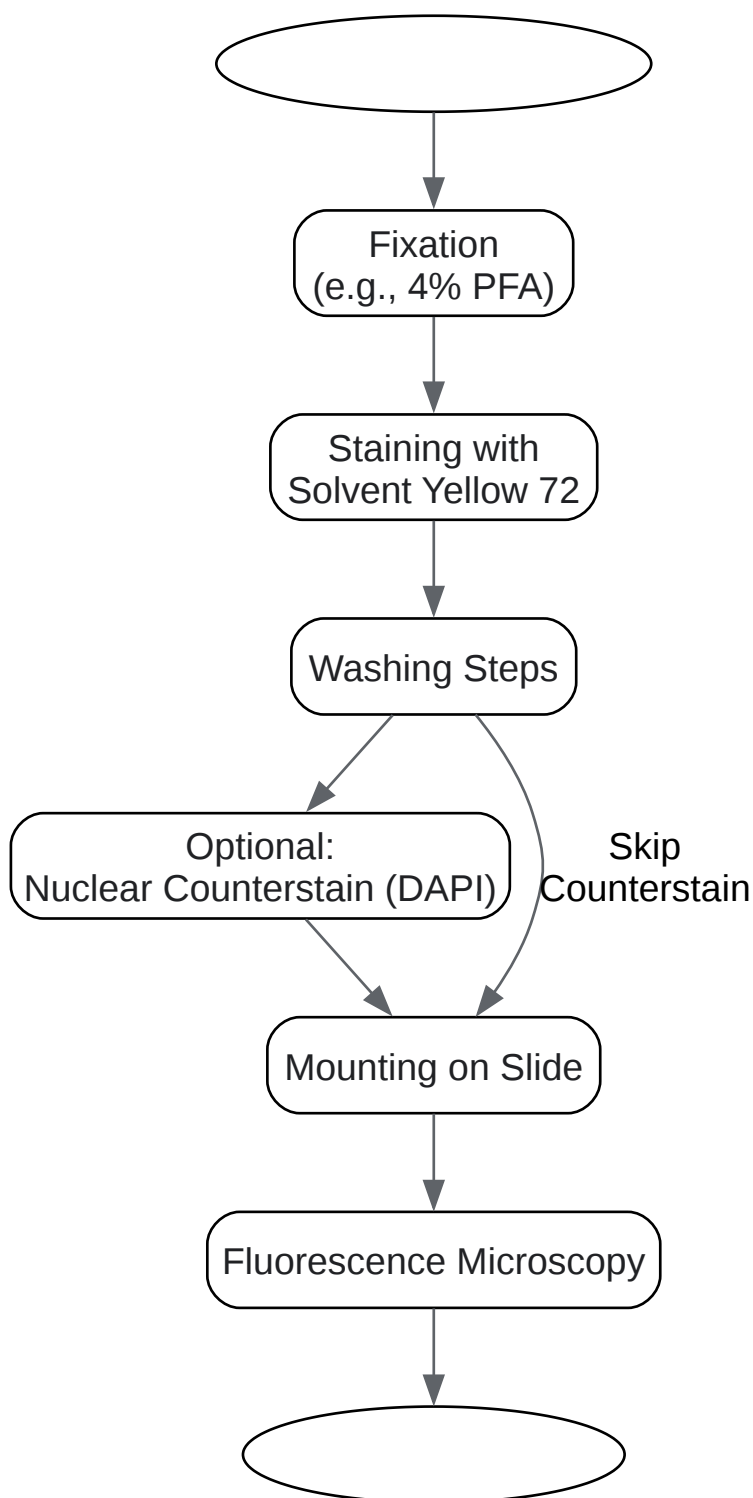 Fixation
(e.g., 4% PFA)
Staining with
Solvent Yellow 72
Washing Steps
Optional:
Nuclear Counterstain (DAPI)
Skip
Counterstain
Mounting on Slide
Fluorescence Microscopy